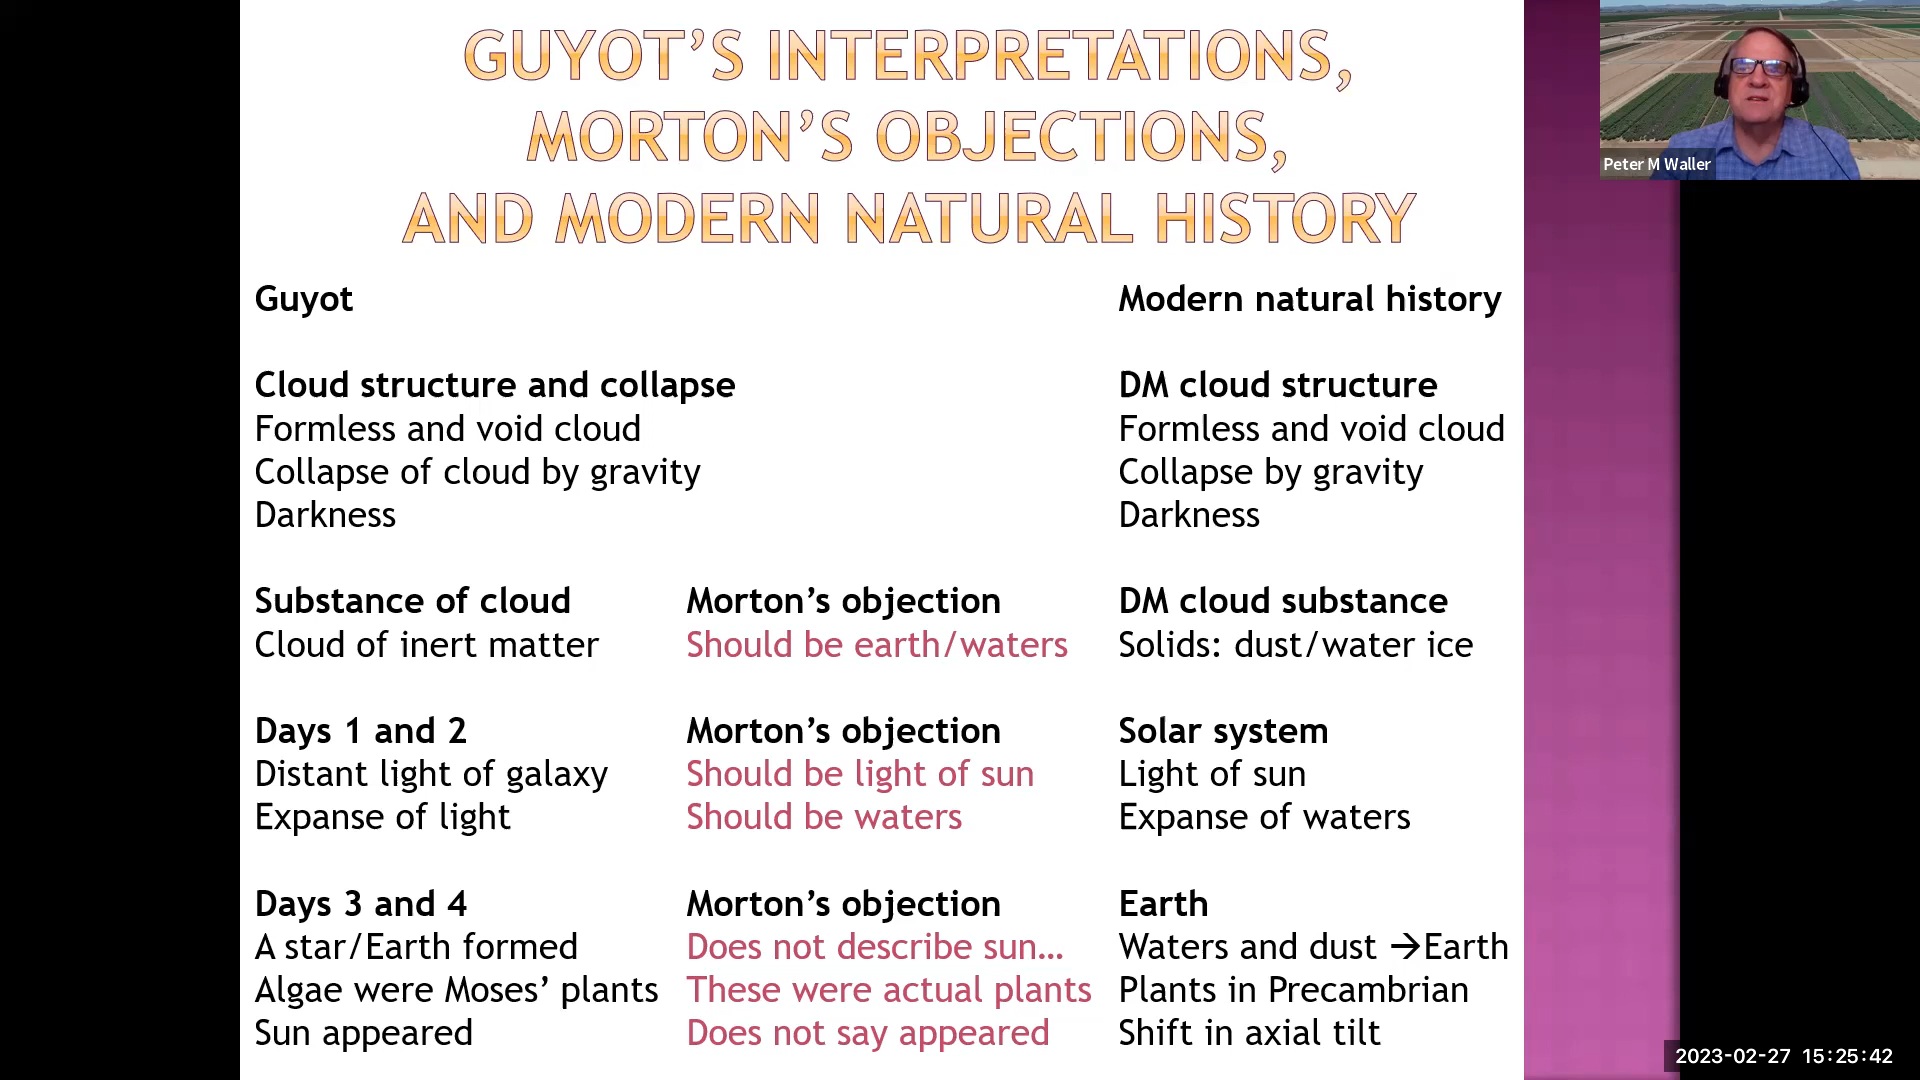 GUYOT’S INTERPRETATIONS,
MORTON’S OBJECTIONS,
AND MODERN NATURAL HISTORY
Peter M Waller
Guyot
Modern natural history
Cloud structure and collapse
DM cloud structure
Formless and void cloud
Formless and void cloud
Collapse of cloud by gravity
Collapse by gravity
Darkness
Darkness
Substance of cloud
Morton’s objection
DM cloud substance
Cloud of inert matter
Should be earth/waters
Solids: dust/water ice
Days 1 and 2
Morton’s objection
Solar system
Distant light of galaxy
Should be light of sun
Light of sun
Expanse of light
Should be waters
Expanse of waters
Days 3 and 4
Morton’s objection
Earth
A star/Earth formed
Does not describe sun…
Waters and dust →Earth
Algae were Moses’ plants
These were actual plants
Plants in Precambrian
Sun appeared
Does not say appeared
Shift in axial tilt
2023-02-27 15:25:42